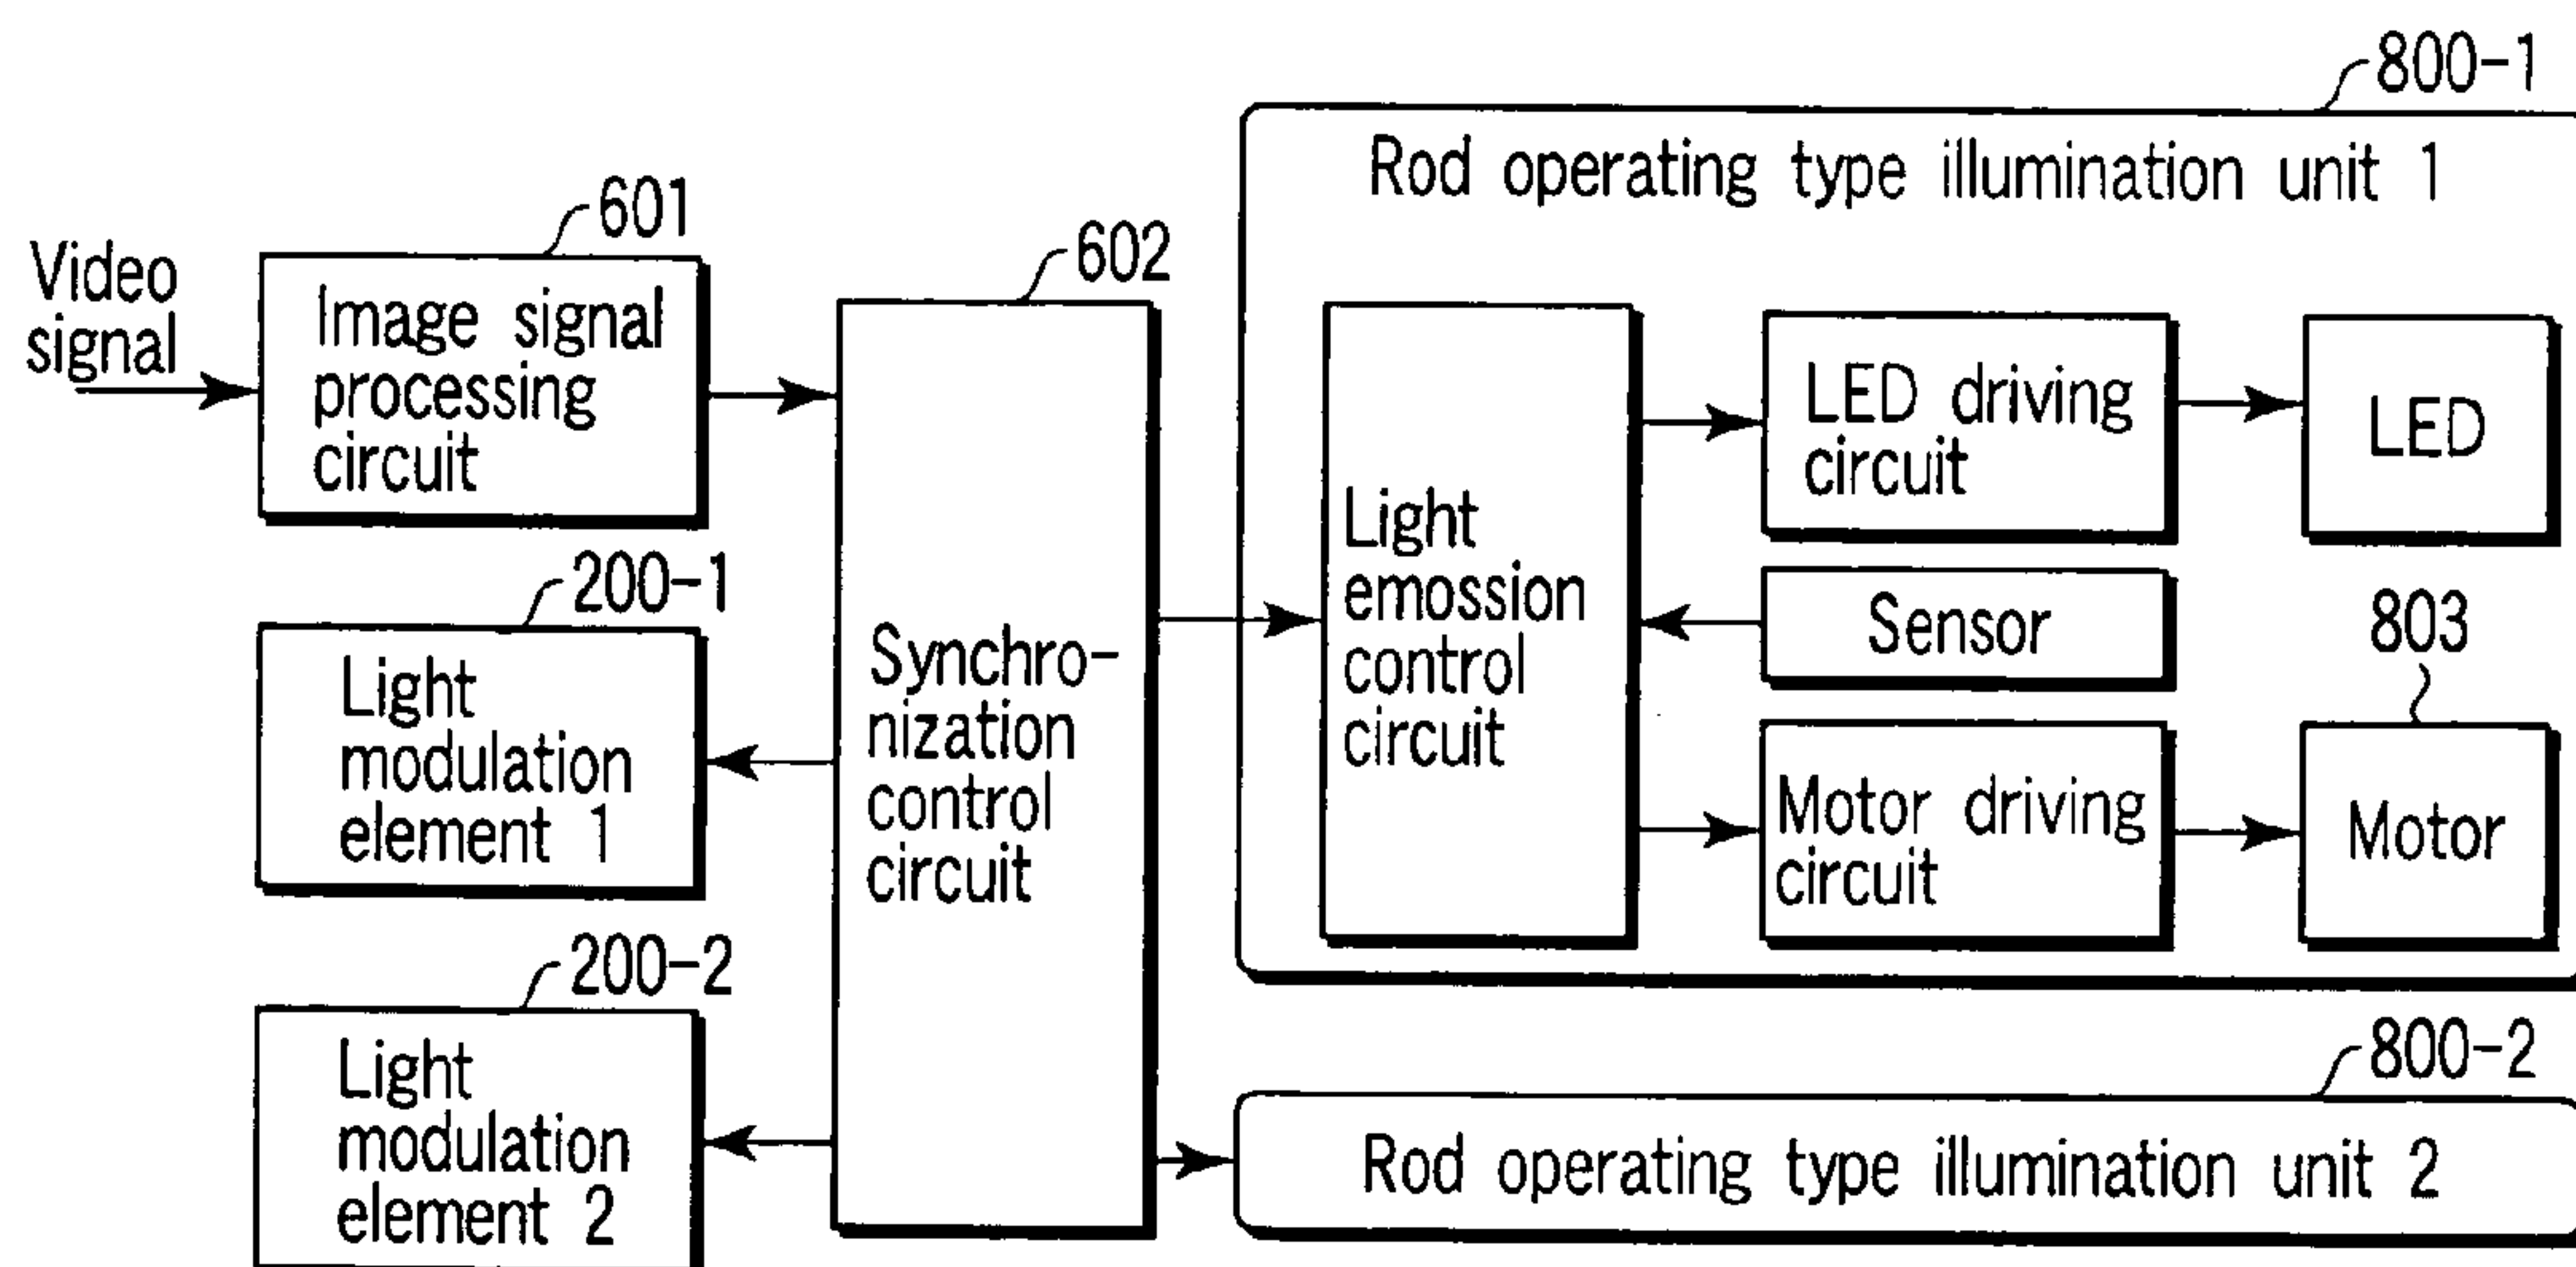 800-1
Rod operating type illumination unit 1
601
602
Video
signal
Image signal
processing
circuit
LED driving
circuit
LED
Light
emossion
control
circuit
200-1
Sensor
803
Synchro-
nization
control
circuit
Light
modulation
element 1
Motor driving
circuit
Motor
200-2
800-2
Light
modulation
element 2
Rod operating type illumination unit 2